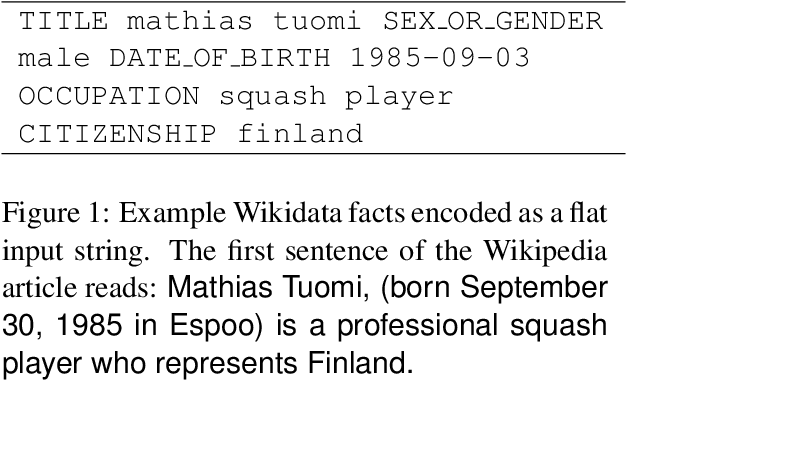 TITLE mathias tuomi SEX_OR_GENDER
male DATE_OF_BIRTH 1985-09-03
OCCUPATION squash player
CITIZENSHIP finland
Figure 1: Example Wikidata facts encoded as a flat
input string. The first sentence of the Wikipedia
article reads: Mathias Tuomi, (born September
30, 1985 in Espoo) is a professional squash
player who represents Finland.